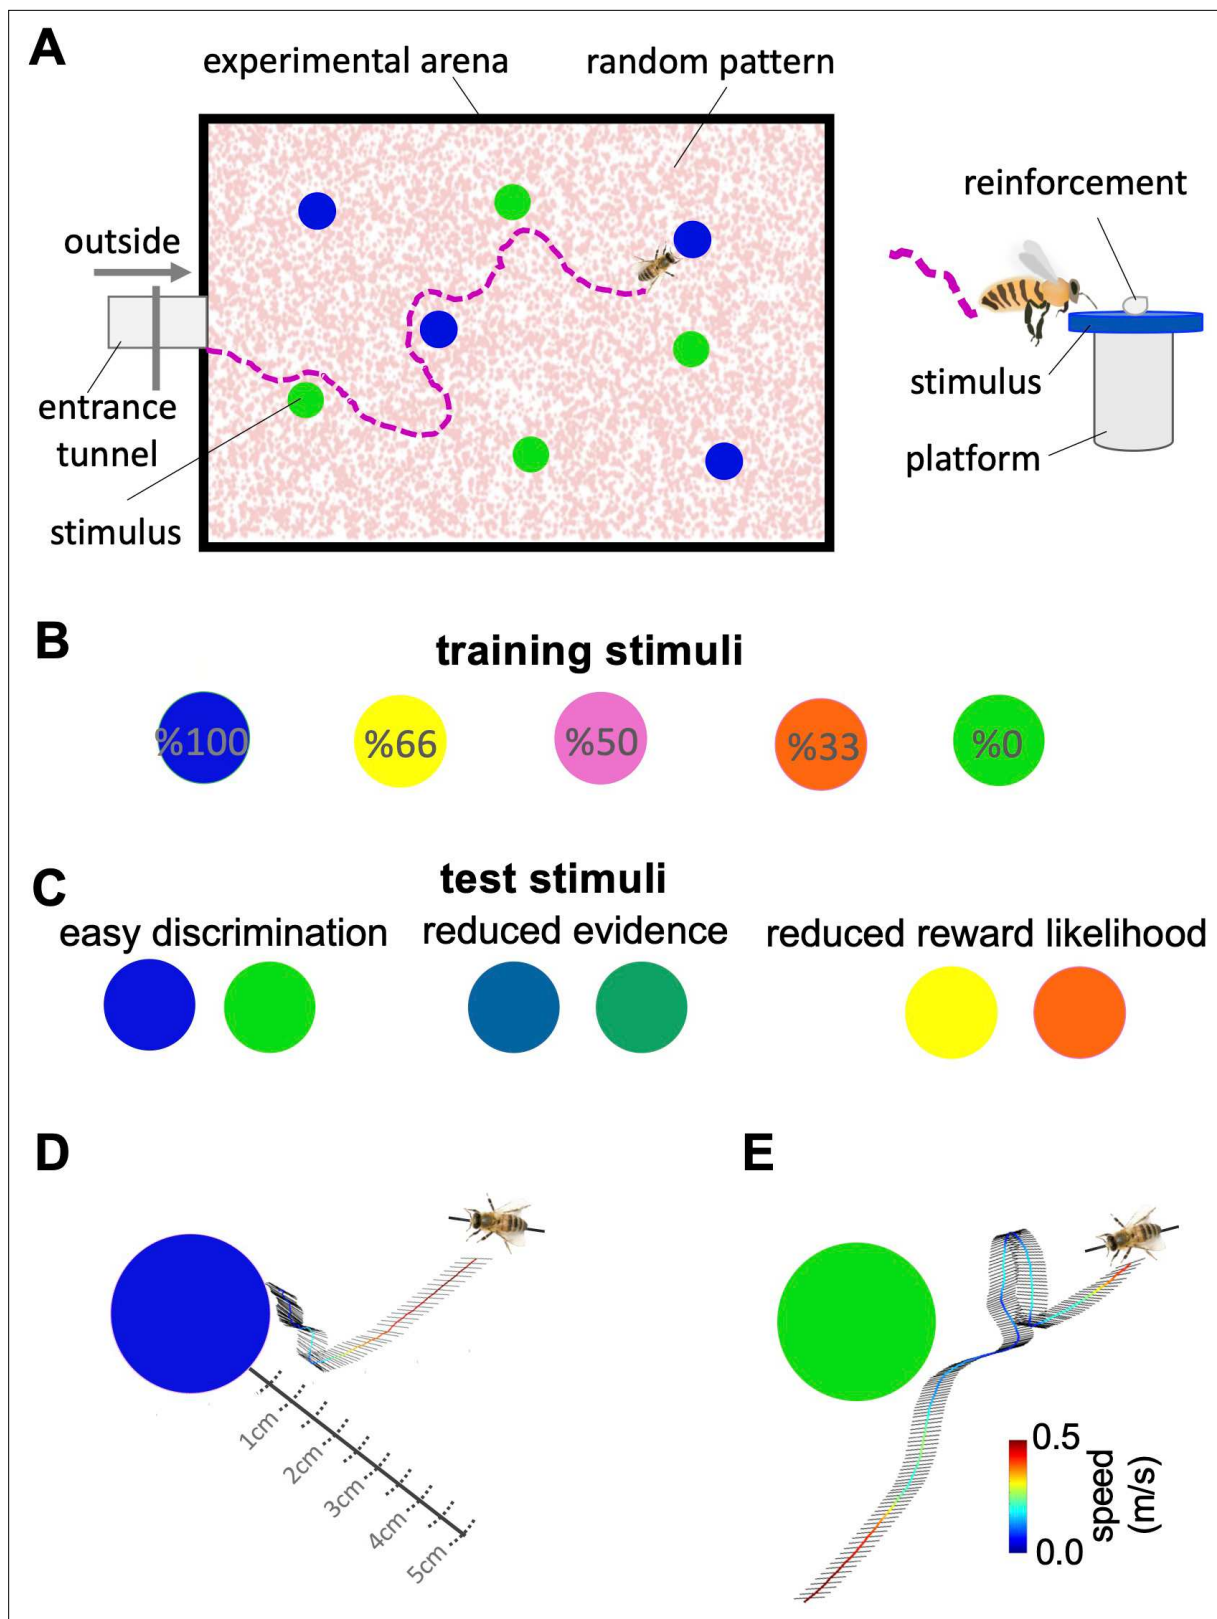 A
experimental arena
random pattern
reinforcement
outside
entrance
tunnel
stimulus
stimulus
platform
B
training stimuli
%100
%66
%50
%33
%0
C
test stimuli
easy discrimination
reduced evidence
reduced reward likelihood
D
1cm
2cm
3cm
4cm
5cm
E
0.5
0.0
speed
(m/s)